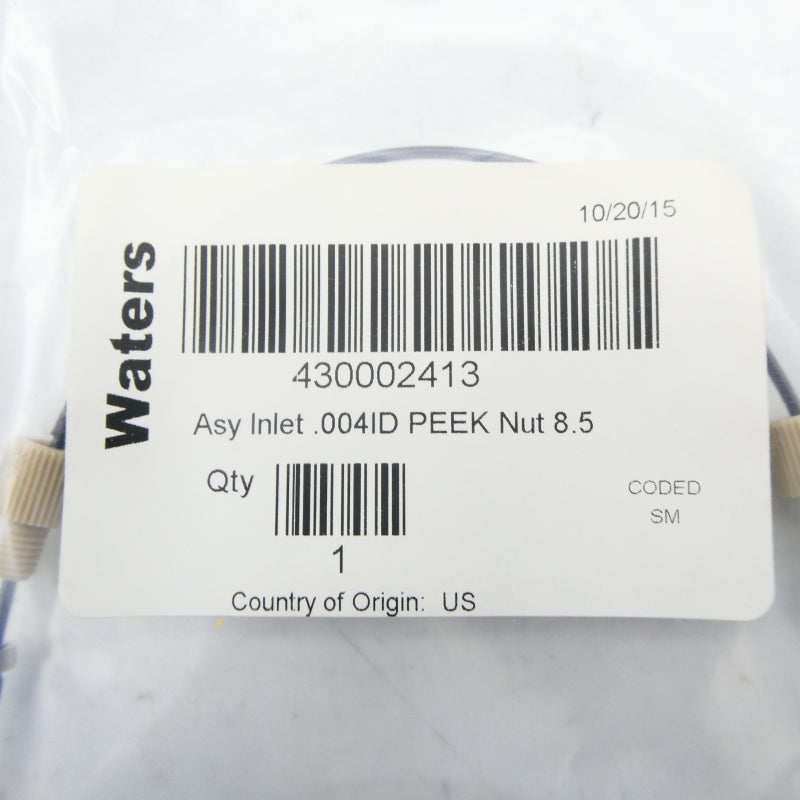 10/20/15
Waters
430002413
Asy Inlet .004ID PEEK Nut 8.5
Qty
1
CODED
SM
Country of Origin: US